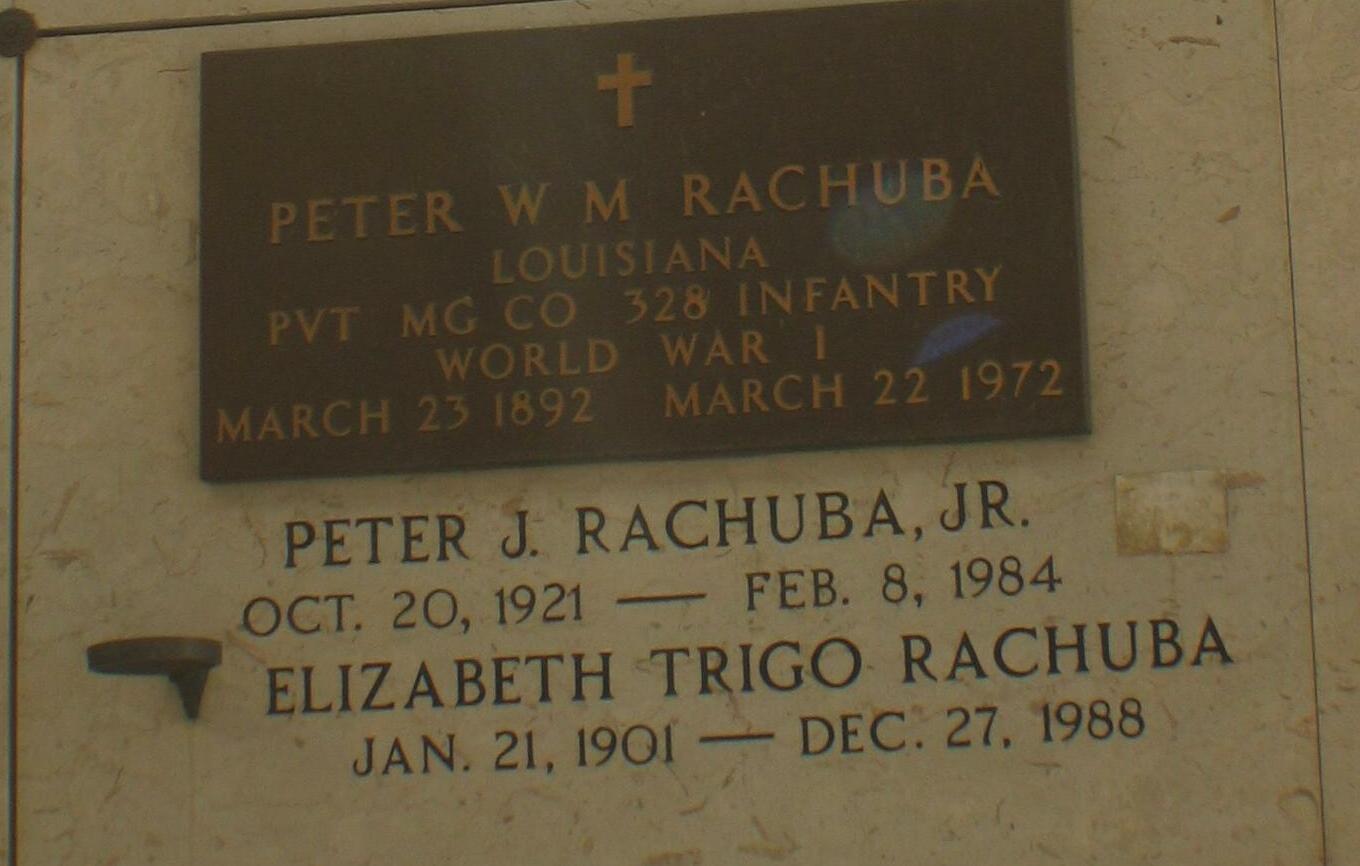 PETER W M RACHUBA
LOUISIANA
PVT MG CO 328 INFANTRY
WORLD WAR I
MARCH 23 1892 MARCH 22 1972
PETER J. RACHUBA, JR.
OCT. 20, 1921 — FEB. 8, 1984
ELIZABETH TRIGO RACHUBA
JAN. 21, 1901 — DEC. 27, 1988